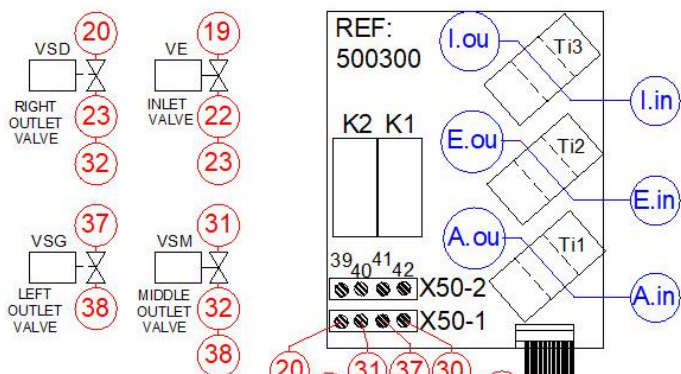 VSD
20
RIGHT
OUTLET
VALVE
23
32
VE
19
INLET
VALVE
22
23
VSG
37
LEFT
OUTLET
VALVE
38
VSM
31
MIDDLE
OUTLET
VALVE
32
38
REF:
500300
K2 K1
I.ou
Ti3
I.in
E.ou
Ti2
E.in
A.ou
Ti1
A.in
39 40 41 42
X50-2
X50-1
20 31 37 30